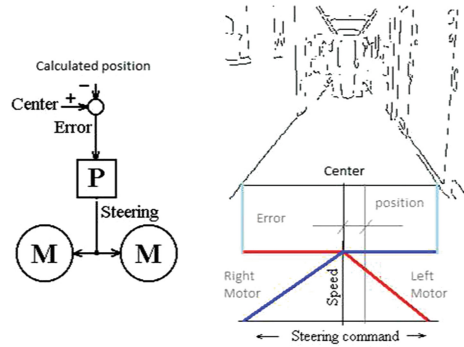 Calculated position
−
Center +
Error
P
Steering
M M
Center
Error
position
Right
Motor
Speed
Left
Motor
Steering command